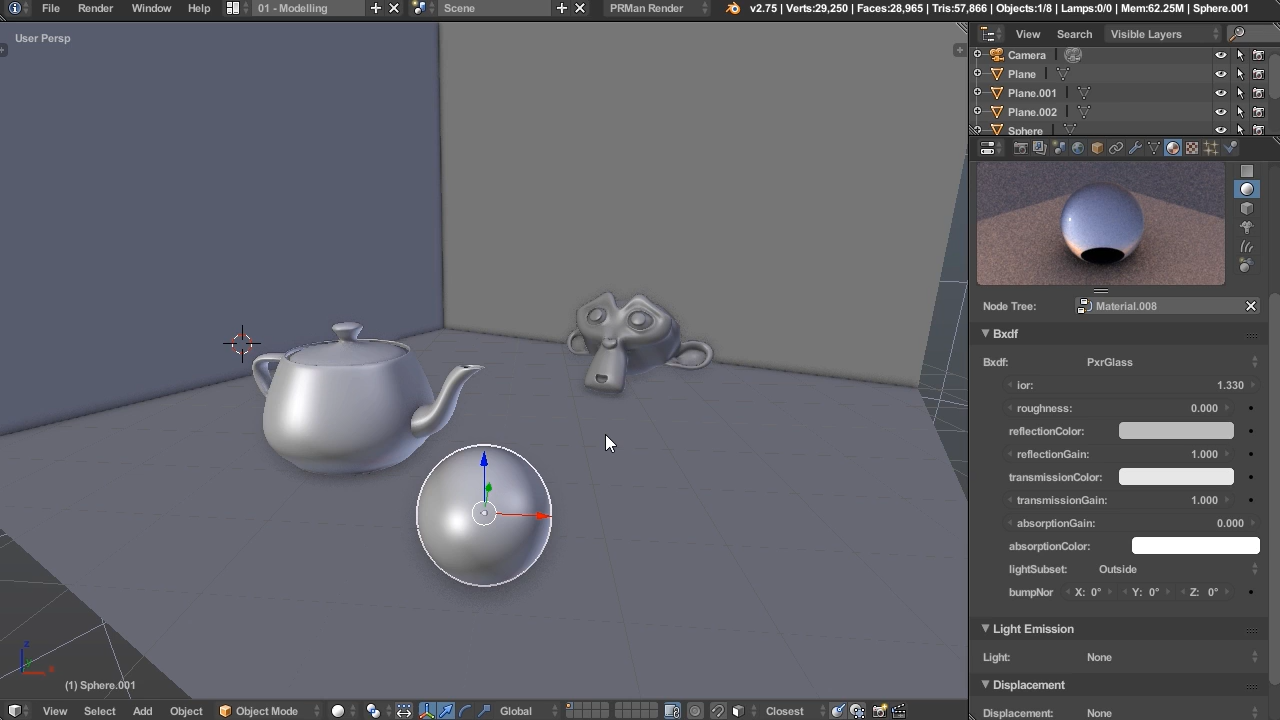 File Render Window Help 01 - Modelling Scene PRMan Render v2.75 | Verts:29,250 | Faces:28,965 | Tris:57,866 | Objects:1/8 | Lamps:0/0 | Mem:62.25M | Sphere.001
User Persp
View Search Visible Layers
Camera
Plane
Plane.001
Plane.002
Sphere
Node Tree: Material.008
Bxdf
Bxdf: PxrGlass
ior: 1.330
roughness: 0.000
reflectionColor:
reflectionGain: 1.000
transmissionColor:
transmissionGain: 1.000
absorptionGain: 0.000
absorptionColor:
lightSubset: Outside
bumpNor X: 0° Y: 0° Z: 0°
Light Emission
Light: None
Displacement
Displacement: None
z
y
x
(1) Sphere.001
View Select Add Object Object Mode Global Closest